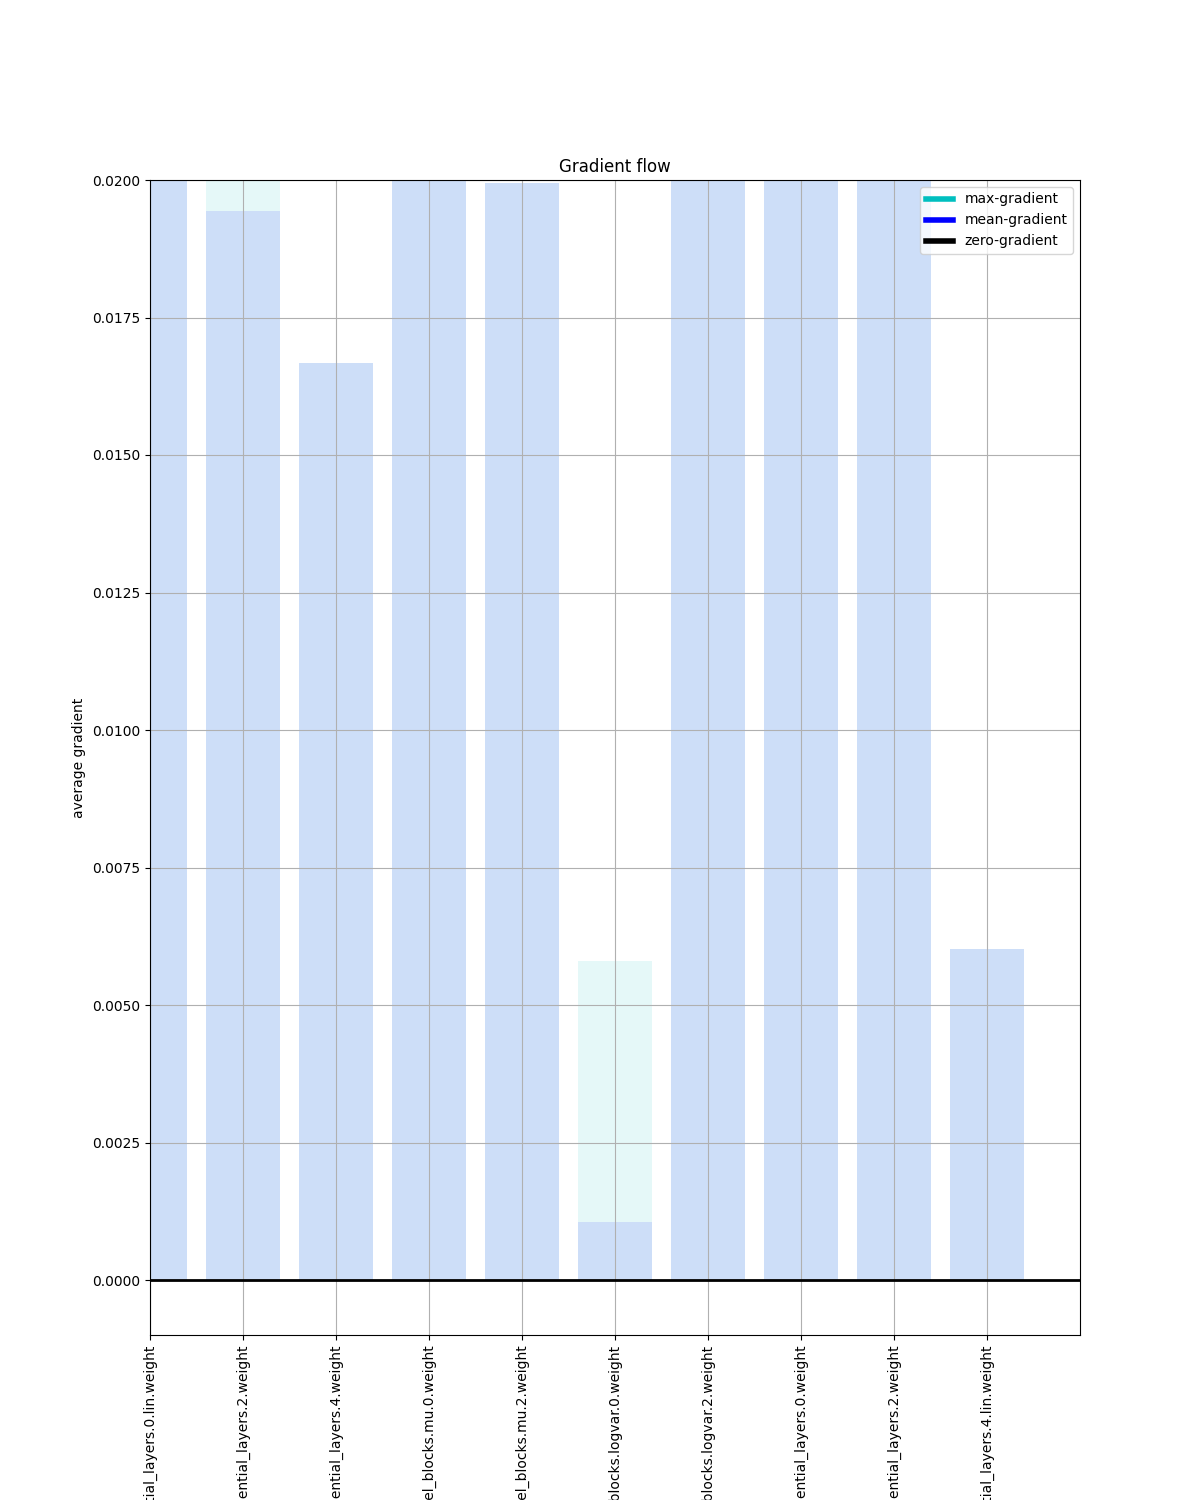 Gradient flow
max-gradient
mean-gradient
zero-gradient
average gradient
0.0200
0.0175
0.0150
0.0125
0.0100
0.0075
0.0050
0.0025
0.0000
tial_layers.0.lin.weight
ential_layers.2.weight
ential_layers.4.weight
el_blocks.mu.0.weight
el_blocks.mu.2.weight
blocks.logvar.0.weight
blocks.logvar.2.weight
ential_layers.0.weight
ential_layers.2.weight
tial_layers.4.lin.weight